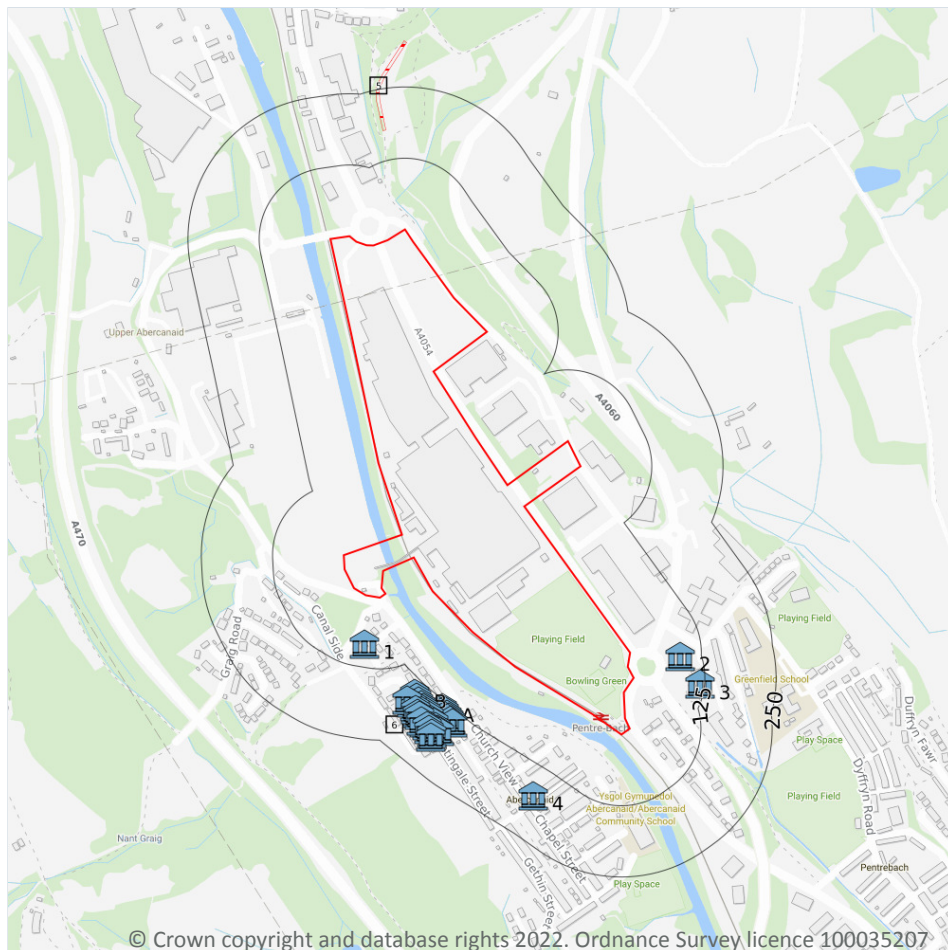 5
Upper Abercanaid
A4054
A4060
A470
Canal Side
Graig Road
1
Playing Field
Bowling Green
2
3
125
250
Playing Field
Greenfield School
Duffryn Fawr
Play Space
Dyffryn Road
Playing Field
Pentrebach
B
A
6
Pentre-bach
Church View
4
Chapel Street
Gethin Street
Ysgol Gymunedol
Abercanaid/Abercanaid
Community School
Play Space
Nant Graig
© Crown copyright and database rights 2022. Ordnance Survey licence 100035207